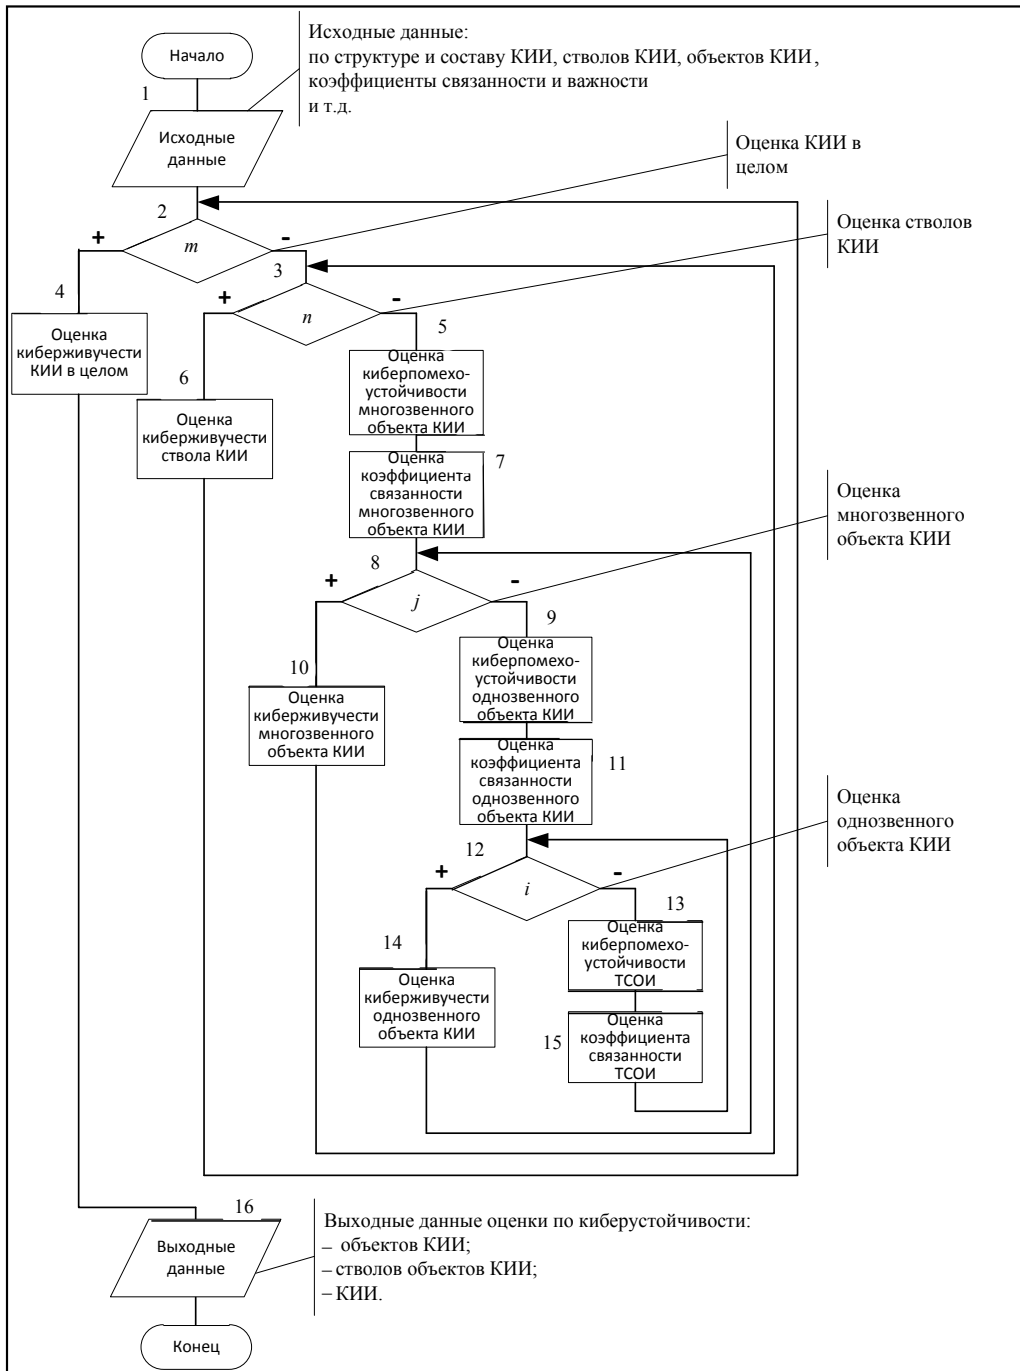 Начало
Исходные данные:
по структуре и составу КИИ, стволов КИИ, объектов КИИ,
коэффициенты связанности и важности
и т.д.
1
Исходные
данные
Оценка КИИ в
целом
2
+
m
-
Оценка стволов
КИИ
3
+
n
-
4
Оценка
киберживучести
КИИ в целом
5
Оценка
киберпомехо-
устойчивости
многозвенного
объекта КИИ
6
Оценка
киберживучести
ствола КИИ
7
Оценка
коэффициента
связанности
многозвенного
объекта КИИ
Оценка
многозвенного
объекта КИИ
8
+
j
-
9
Оценка
киберпомехо-
устойчивости
однозвенного
объекта КИИ
10
Оценка
киберживучести
многозвенного
объекта КИИ
11
Оценка
коэффициента
связанности
однозвенного
объекта КИИ
Оценка
однозвенного
объекта КИИ
12
+
i
-
13
Оценка
киберпомехо-
устойчивости
ТСОИ
14
Оценка
киберживучести
однозвенного
объекта КИИ
15
Оценка
коэффициента
связанности
ТСОИ
16
Выходные
данные
Выходные данные оценки по киберустойчивости:
– объектов КИИ;
– стволов объектов КИИ;
– КИИ.
Конец